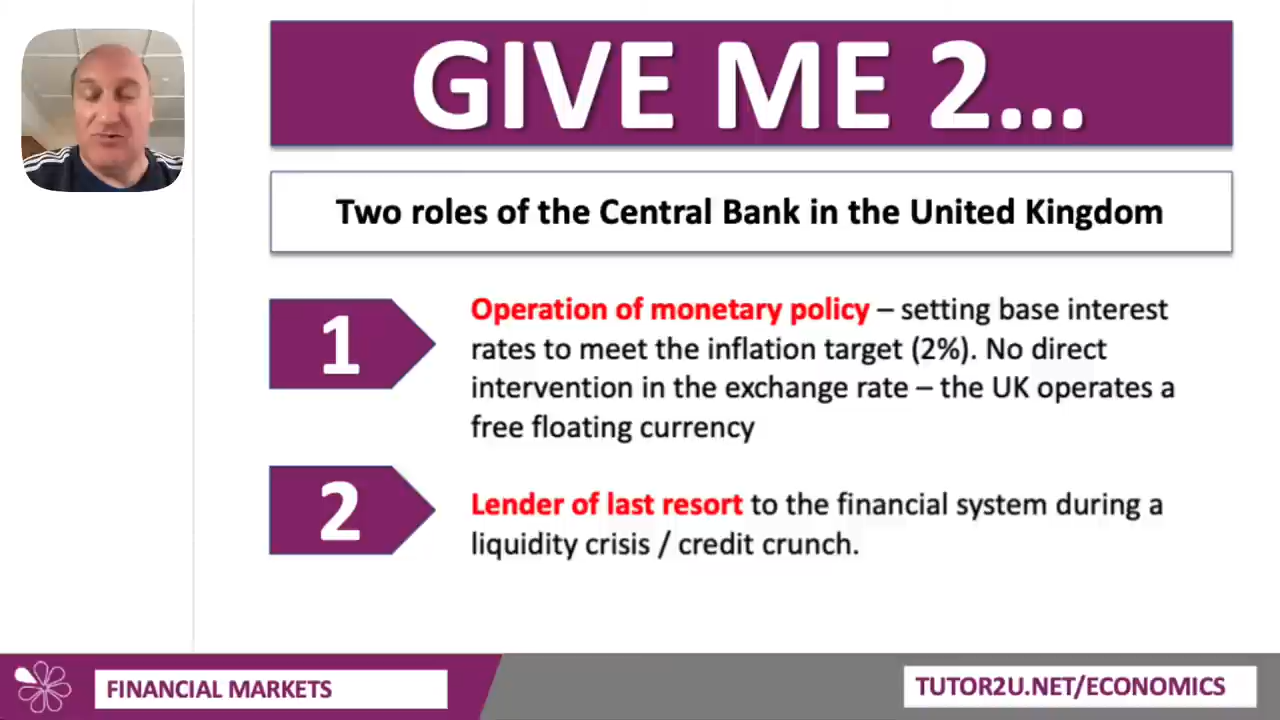 GIVE ME 2...
Two roles of the Central Bank in the United Kingdom
1
Operation of monetary policy – setting base interest
rates to meet the inflation target (2%). No direct
intervention in the exchange rate – the UK operates a
free floating currency
2
Lender of last resort to the financial system during a
liquidity crisis / credit crunch.
FINANCIAL MARKETS
TUTOR2U.NET/ECONOMICS